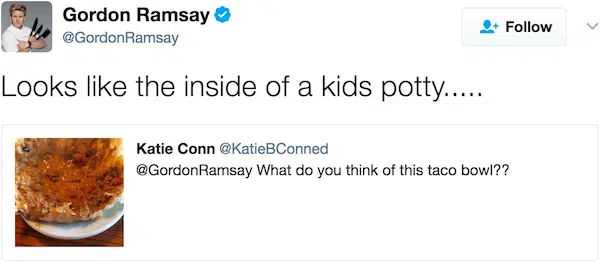 Gordon Ramsay
@GordonRamsay
Follow
Looks like the inside of a kids potty.....
Katie Conn @KatieBConned
@GordonRamsay What do you think of this taco bowl??